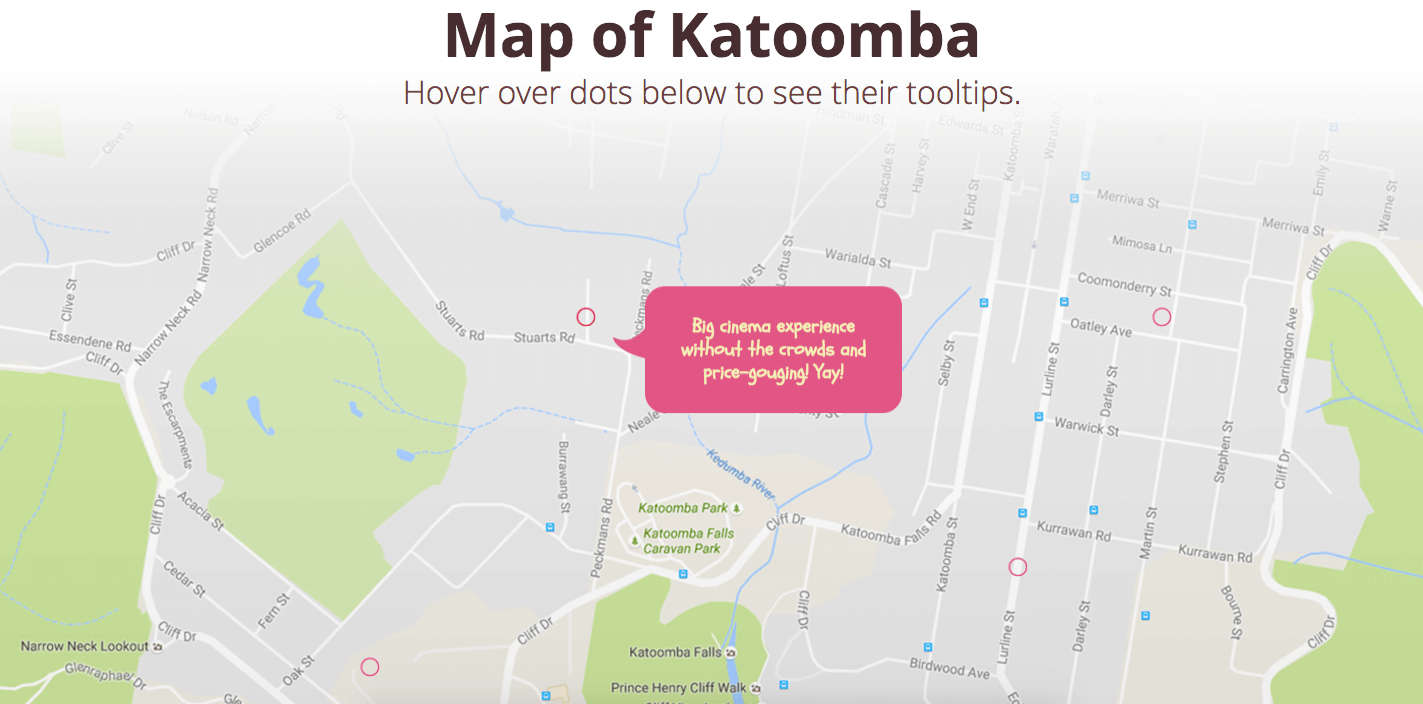 Map of Katoomba
Hover over dots below to see their tooltips.
Nelson Rd
Rd
Clive St
Edwards St
Katoomba S
Waratah
Cascade St
Harvey St
W End St
Emily St
Warne St
Merriwa St
Merriwa St
Narrow Neck Rd
Glencoe Rd
Cliff Dr
Mimosa Ln
Loftus St
Warialda St
Cliff Dr
Clive St
eckmans Rd
ale St
Coomonderry St
Narrow Neck Rd
Stuarts Rd
Stuarts Rd
Essendene Rd
Cliff Dr
Big cinema experience
without the crowds and
price-gouging! Yay!
Oatley Ave
Carrington Ave
Selby St
Lurline St
Darley St
The Escarpments
Neale
Warwick St
Stephen St
Cliff Dr
Burrawang St
Kedumba River
Acacia St
Cliff Dr
Peckmans Rd
Katoomba Park
Katoomba Falls
Caravan Park
Cliff Dr
Katoomba Falls Rd
Katoomba St
Kurrawan Rd
Martin St
Kurrawan Rd
Cedar St
Fern St
Cliff Dr
Cliff Dr
Cliff Dr
Lurline St
Darley St
Bourne St
Cliff Dr
Narrow Neck Lookout
Glenraphael Dr
Oak St
Katoomba Falls
Birdwood Ave
Prince Henry Cliff Walk